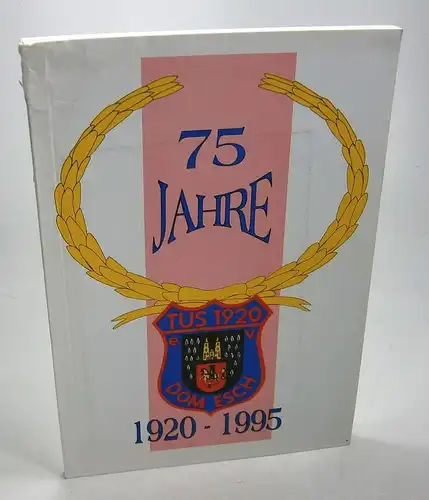 75
JAHRE
TUS 1920
e V
DOM ESCH
1920 - 1995